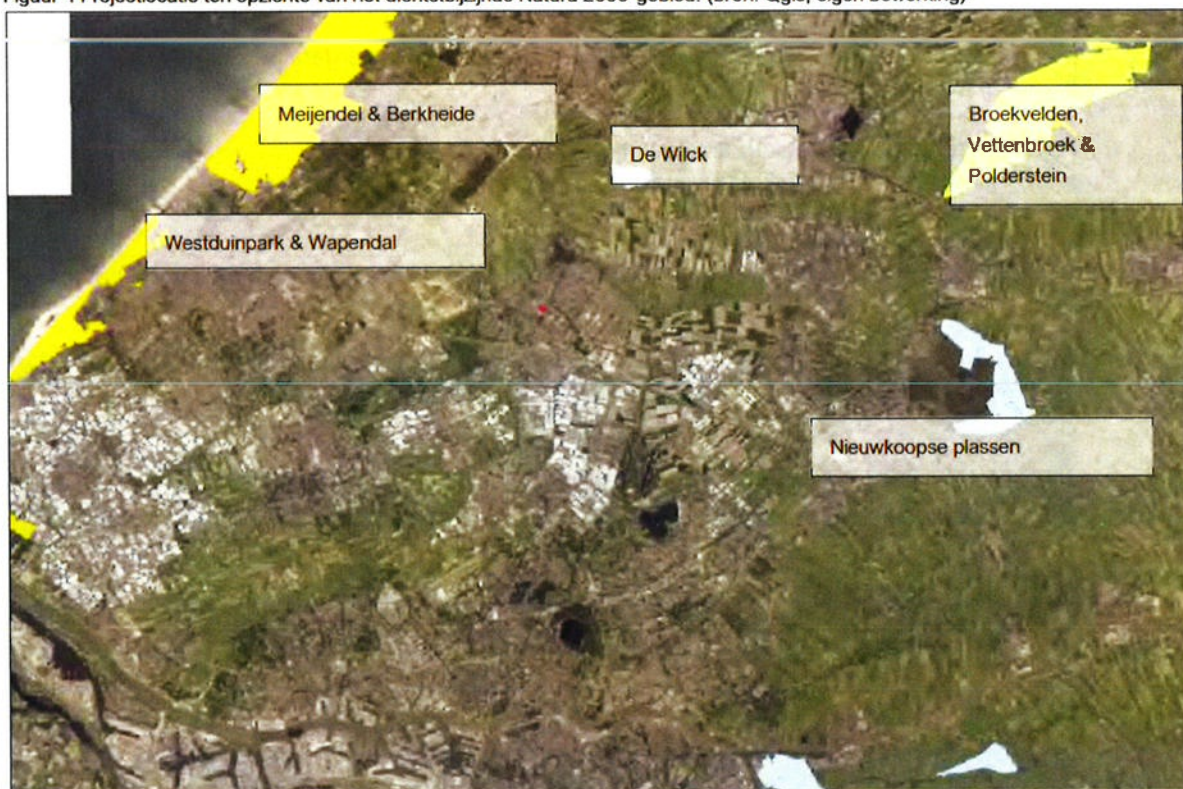 Meijendel & Berkheide
De Wilck
Broekvelden,
Vettenbroek &
Polderstein
Westduinpark & Wapendal
Nieuwkoopse plassen